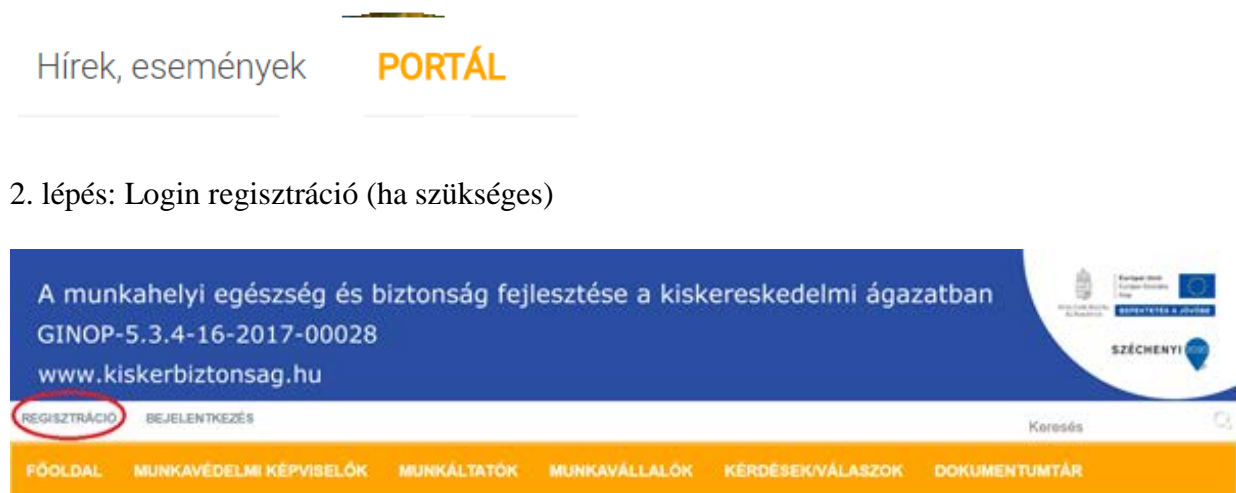 Hírek, események PORTÁL
2. lépés: Login regisztráció (ha szükséges)
A munkahelyi egészség és biztonság fejlesztése a kiskereskedelmi ágazatban
GINOP-5.3.4-16-2017-00028
www.kiskerbiztonsag.hu
SZÉCHENYI 2020
REGISZTRÁCIÓ BEJELENTKEZÉS Keresés
FŐOLDAL MUNKAVÉDELMI KÉPVISELŐK MUNKÁLTATÓK MUNKAVÁLLALÓK KÉRDÉSEK/VÁLASZOK DOKUMENTUMTÁR